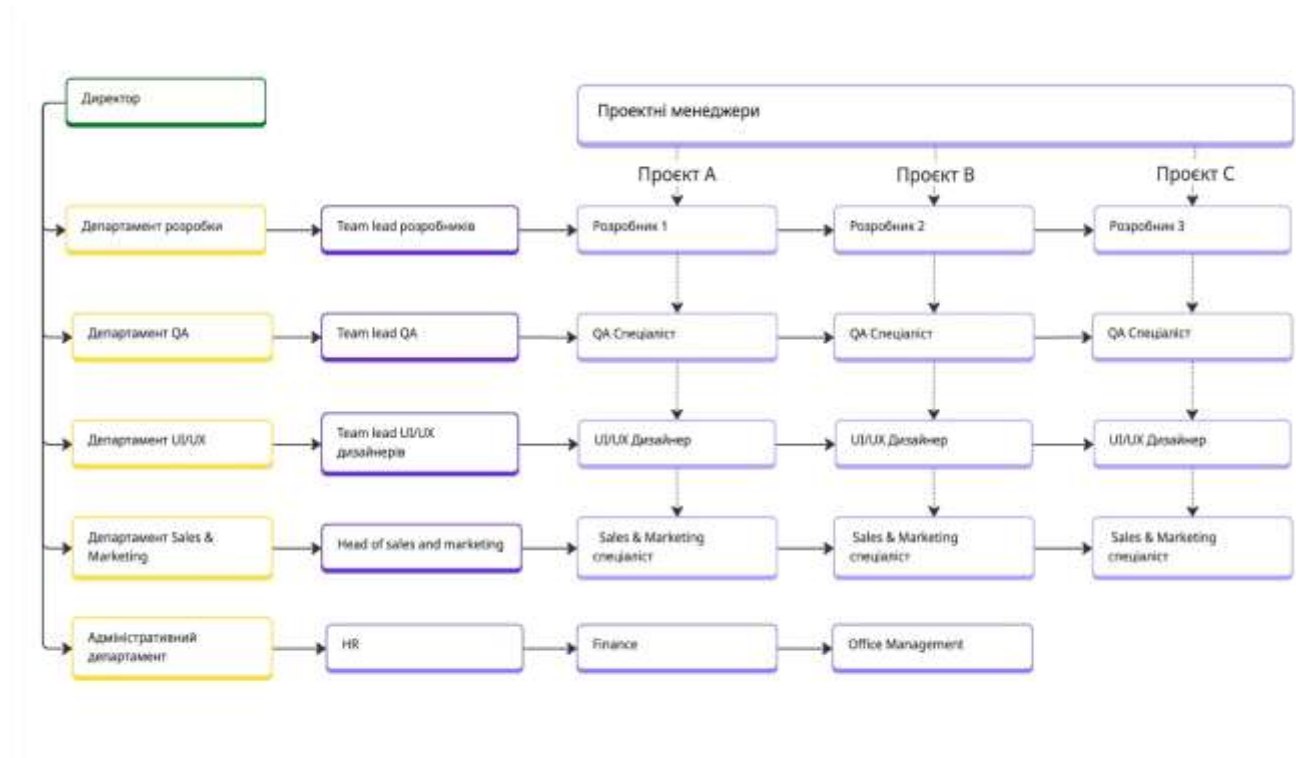 Директор
Проектні менеджери
Проєкт A
Проєкт B
Проєкт C
Департамент розробки
Team lead розробників
Розробник 1
Розробник 2
Розробник 3
Департамент QA
Team lead QA
QA Спеціаліст
QA Спеціаліст
QA Спеціаліст
Департамент UI/UX
Team lead UI/UX
дизайнерів
UI/UX Дизайнер
UI/UX Дизайнер
UI/UX Дизайнер
Департамент Sales &
Marketing
Head of sales and marketing
Sales & Marketing
спеціаліст
Sales & Marketing
спеціаліст
Sales & Marketing
спеціаліст
Адміністративний
департамент
HR
Finance
Office Management